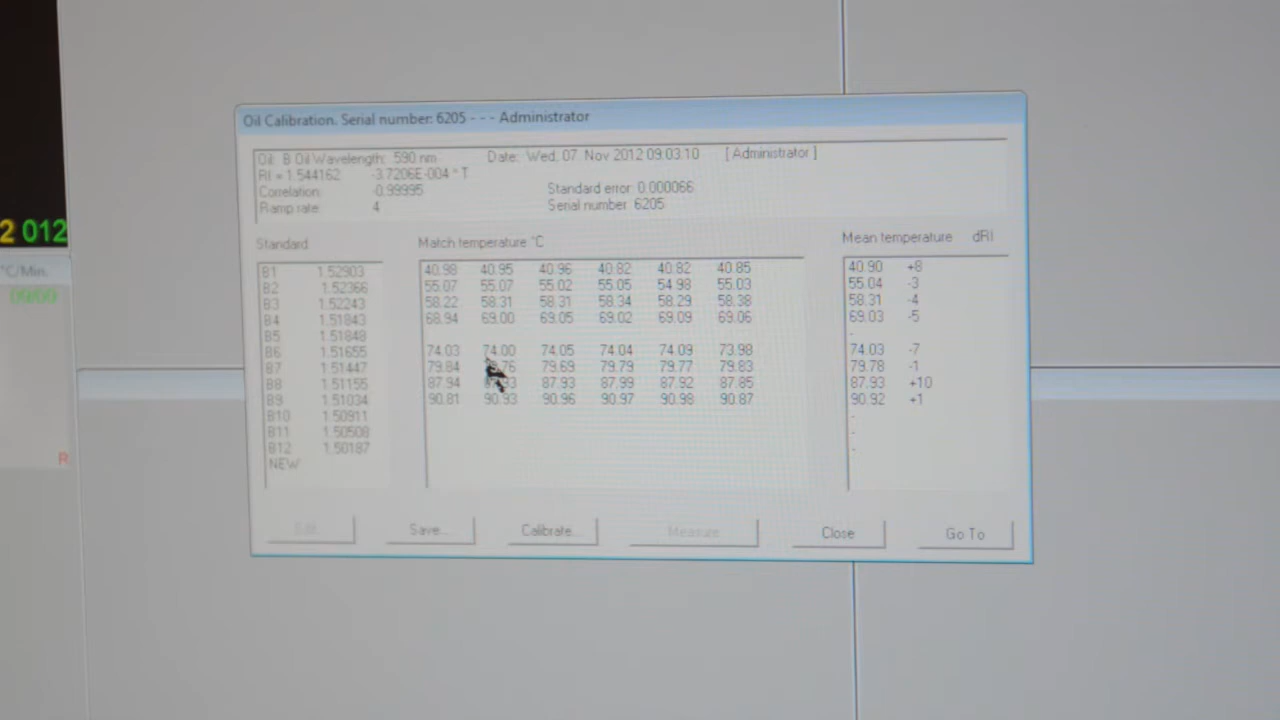 2 012
°C/Min.
R
Oil Calibration. Serial number: 6205 - - - Administrator
Oil: B Oil Wavelength: 590 nm Date: Wed. 07. Nov 2012 09.03.10 [ Administrator ]
RI = 1.544162 -3.7206E-004 * T
Correlation: -0.99995 Standard error: 0.000066
Ramp rate: 4 Serial number 6205
Standard Match temperature °C Mean temperature dRI
B1 1.52903 40.98 40.95 40.96 40.82 40.82 40.85 40.90 +8
B2 1.52366 55.07 55.07 55.02 55.05 54.98 55.03 55.04 -3
B3 1.52243 58.22 58.31 58.31 58.34 58.29 58.38 58.31 -4
B4 1.51843 68.94 69.00 69.05 69.02 69.09 69.06 69.03 -5
B5 1.51848 -
B6 1.51655 74.03 74.00 74.05 74.04 74.09 73.98 74.03 -7
B7 1.51447 79.84 79.69 79.79 79.77 79.83 79.78 -1
B8 1.51155 87.94 87.93 87.99 87.92 87.85 87.93 +10
B9 1.51034 90.81 90.93 90.96 90.97 90.98 90.87 90.92 +1
B10 1.50911 -
B11 1.50508 -
B12 1.50187 -
NEW
Edit... Save... Calibrate... Measure... Close Go To